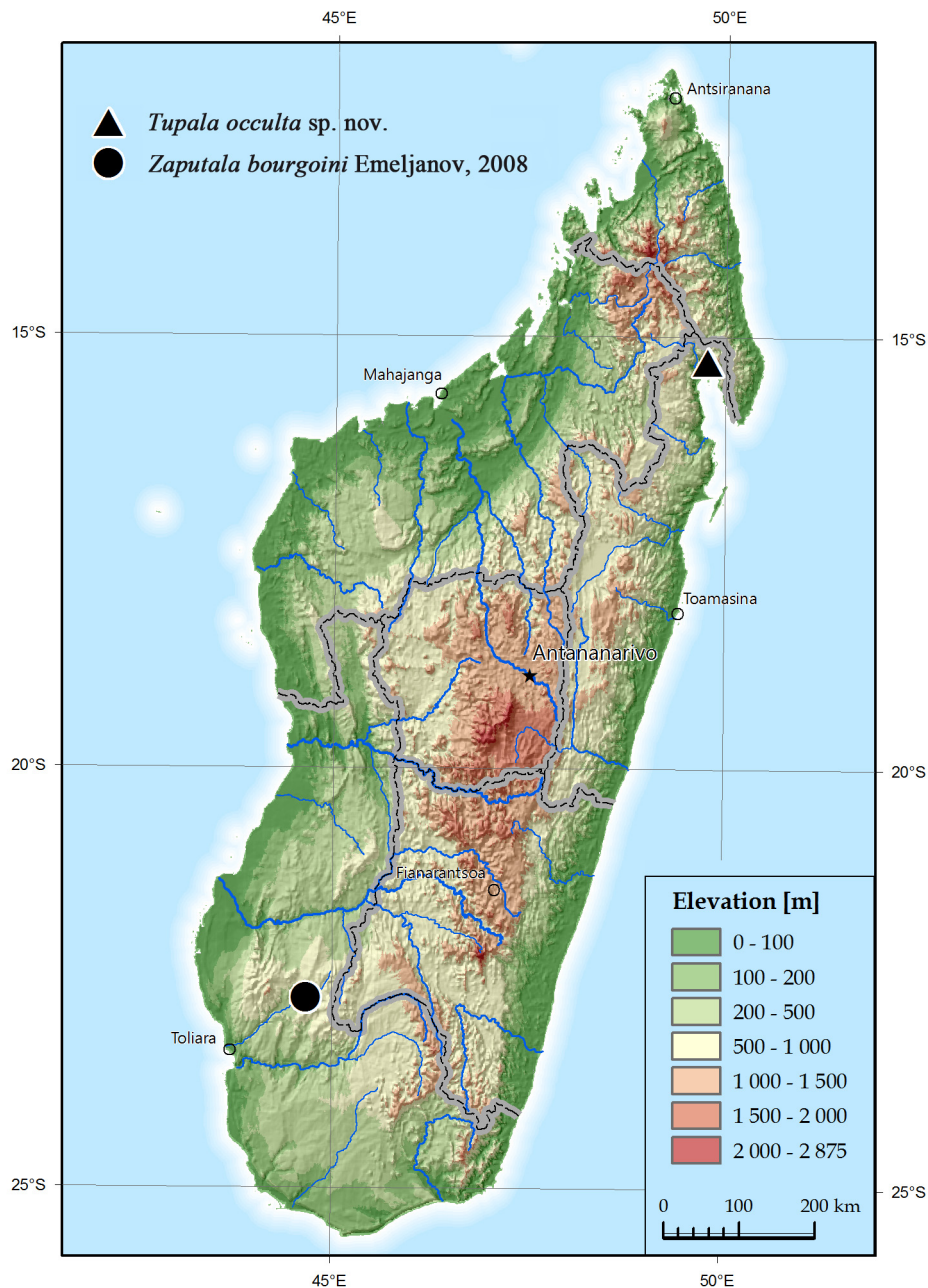 45°E
50°E
Antsiranana
Tupala occulta sp. nov.
Zaputala bourgoini Emeljanov, 2008
15°S
15°S
Mahajanga
Toamasina
Antananarivo
20°S
20°S
Fianarantsoa
Elevation [m]
0 - 100
100 - 200
200 - 500
500 - 1 000
1 000 - 1 500
1 500 - 2 000
2 000 - 2 875
Toliara
0 100 200 km
25°S
25°S
45°E
50°E